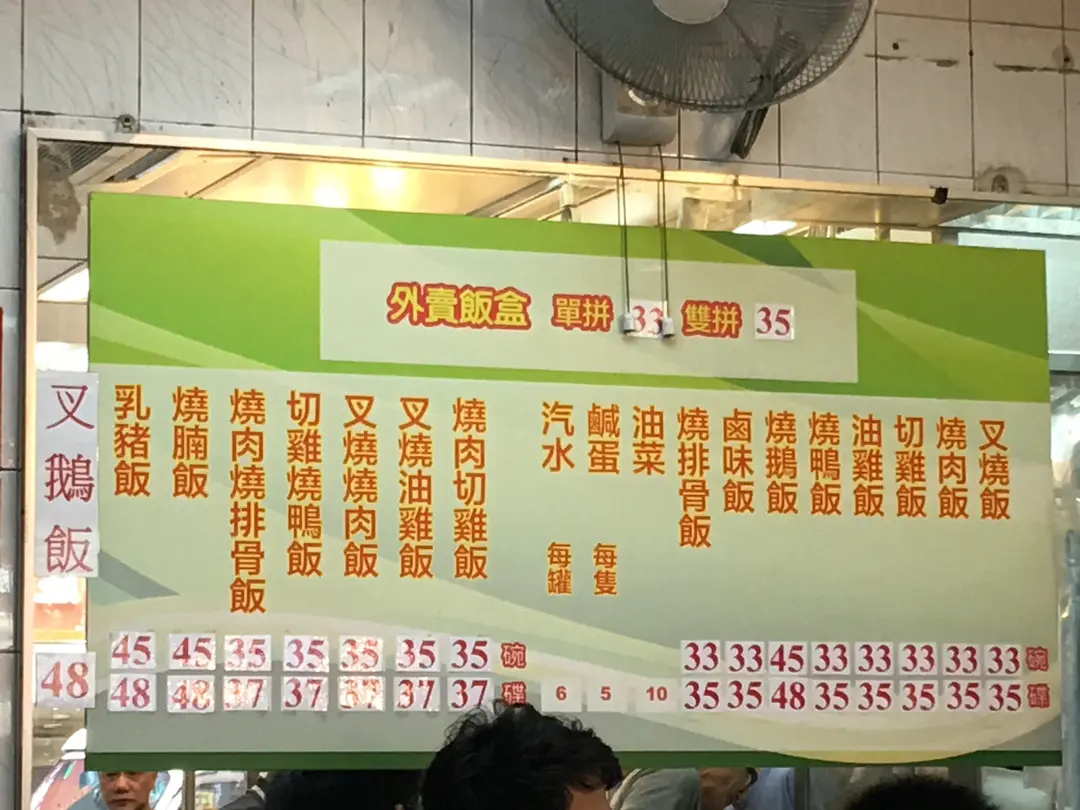 外賣飯盒 單拼 33 雙拼 35
叉燒飯
燒肉飯
切雞飯
油雞飯
燒鴨飯
燒鵝飯
鹵味飯
燒排骨飯
油菜
鹹蛋 每隻
汽水 每罐
燒肉切雞飯
叉燒油雞飯
叉燒燒肉飯
切雞燒鴨飯
燒肉燒排骨飯
燒腩飯
乳豬飯
叉鵝飯
45 45 35 35 35 35 35 碗 33 33 45 33 33 33 33 33 碗
48 48 48 37 37 37 37 37 碟 6 5 10 35 35 48 35 35 35 35 35 碟